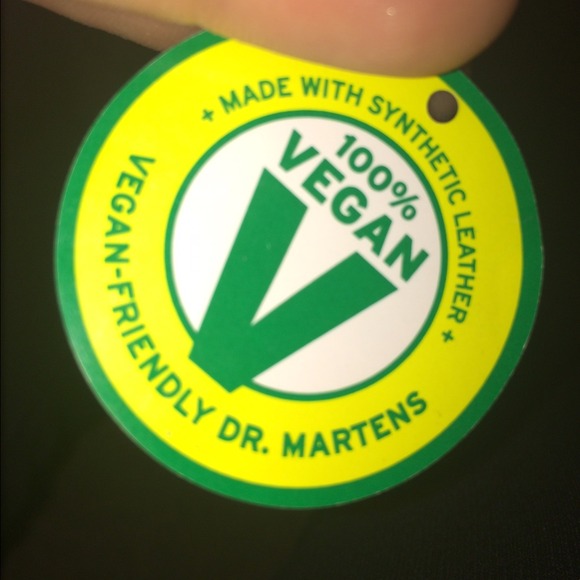 + MADE WITH SYNTHETIC LEATHER +
100%
VEGAN
V
VEGAN-FRIENDLY DR. MARTENS